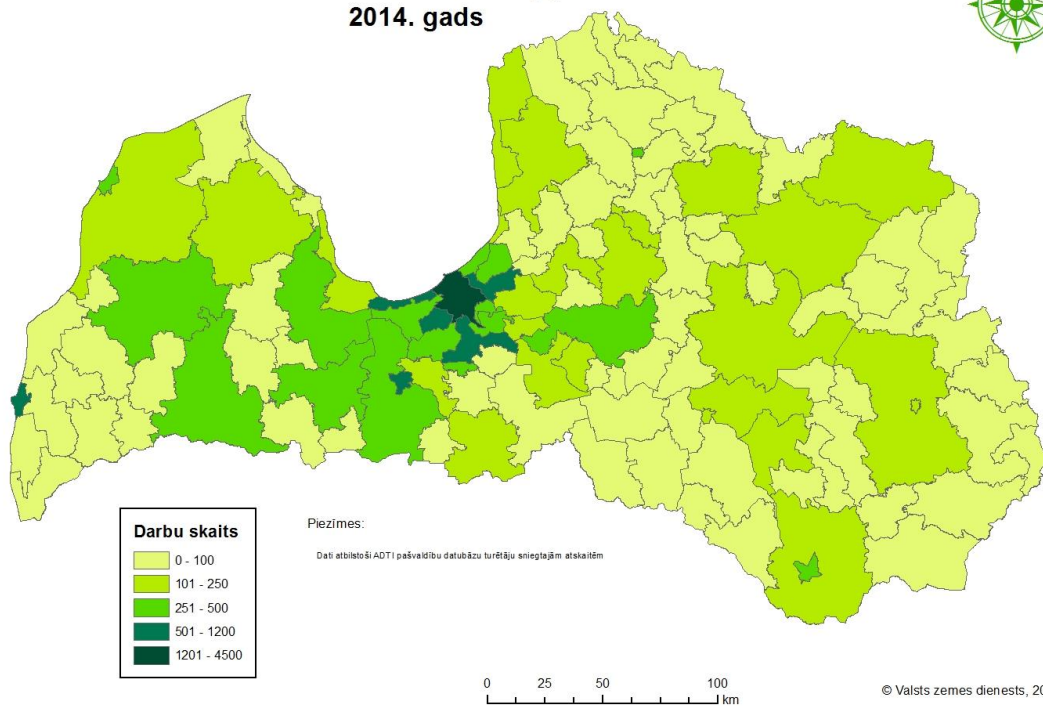 2014. gads
Darbu skaits
0 - 100
101 - 250
251 - 500
501 - 1200
1201 - 4500
Piezīmes:
Dati atbilstoši ADTI pašvaldību datubāzu turētāju sniegtajām atskaitēm
0 25 50 100
km
© Valsts zemes dienests, 20